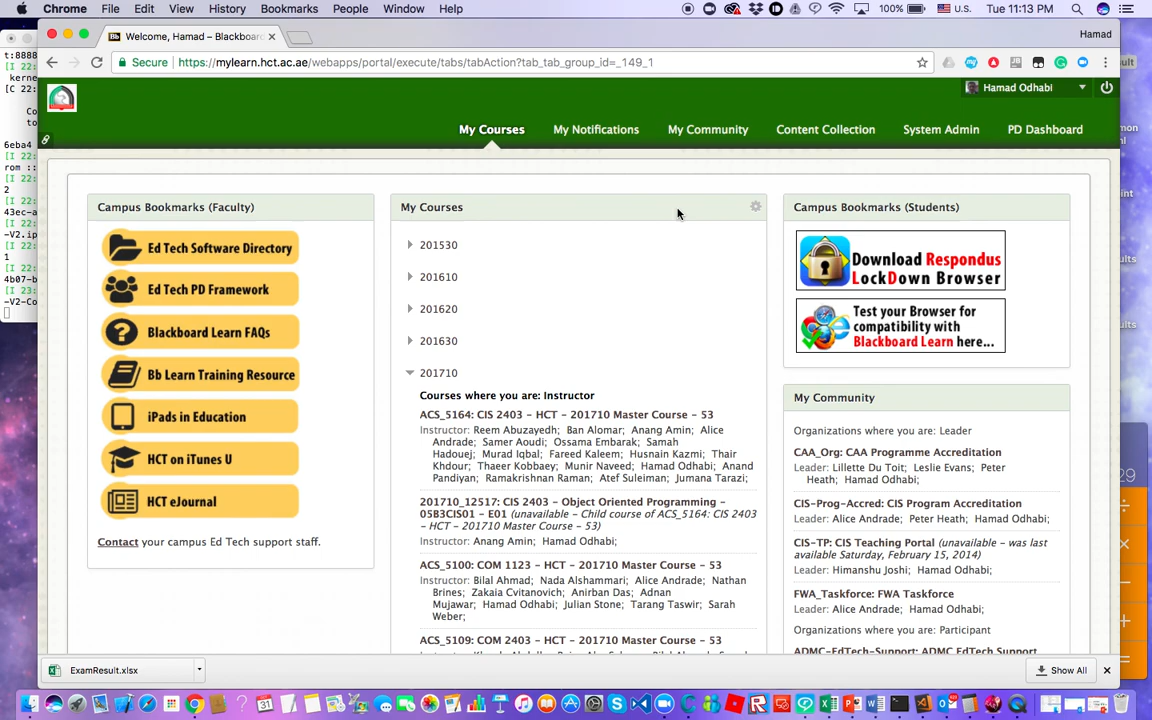 Chrome File Edit View History Bookmarks People Window Help 100% U.S. Tue 11:13 PM
Welcome, Hamad – Blackboard Hamad
Secure https://mylearn.hct.ac.ae/webapps/portal/execute/tabs/tabAction?tab_tab_group_id=_149_1
Hamad Odhabi
My Courses My Notifications My Community Content Collection System Admin PD Dashboard
Campus Bookmarks (Faculty)
Ed Tech Software Directory
Ed Tech PD Framework
Blackboard Learn FAQs
Bb Learn Training Resource
iPads in Education
HCT on iTunes U
HCT eJournal
Contact your campus Ed Tech support staff.
My Courses
201530
201610
201620
201630
201710
Courses where you are: Instructor
ACS_5164: CIS 2403 – HCT – 201710 Master Course – 53
Instructor: Reem Abuzayedh; Ban Alomar; Anang Amin; Alice
Andrade; Samer Aoudi; Ossama Embarak; Samah
Hadouej; Murad Iqbal; Fareed Kaleem; Husnain Kazmi; Thair
Khdour; Thaeer Kobbaey; Munir Naveed; Hamad Odhabi; Anand
Pandiyan; Ramakrishnan Raman; Atef Suleiman; Jumana Tarazi;
201710_12517: CIS 2403 – Object Oriented Programming –
05B3CIS01 – E01 (unavailable – Child course of ACS_5164: CIS 2403
– HCT – 201710 Master Course – 53)
Instructor: Anang Amin; Hamad Odhabi;
ACS_5100: COM 1123 – HCT – 201710 Master Course – 53
Instructor: Bilal Ahmad; Nada Alshammari; Alice Andrade; Nathan
Brines; Zakaia Cvitanovich; Anirban Das; Adnan
Mujawar; Hamad Odhabi; Julian Stone; Tarang Taswir; Sarah
Weber;
ACS_5109: COM 2403 – HCT – 201710 Master Course – 53
Campus Bookmarks (Students)
Download Respondus
LockDown Browser
Test your Browser for
compatibility with
Blackboard Learn here...
My Community
Organizations where you are: Leader
CAA_Org: CAA Programme Accreditation
Leader: Lillette Du Toit; Leslie Evans; Peter
Heath; Hamad Odhabi;
CIS-Prog-Accred: CIS Program Accreditation
Leader: Alice Andrade; Peter Heath; Hamad Odhabi;
CIS-TP: CIS Teaching Portal (unavailable – was last
available Saturday, February 15, 2014)
Leader: Himanshu Joshi; Hamad Odhabi;
FWA_Taskforce: FWA Taskforce
Leader: Alice Andrade; Hamad Odhabi;
Organizations where you are: Participant
ADMC-EdTech-Support: ADMC EdTech Support
ExamResult.xlsx Show All